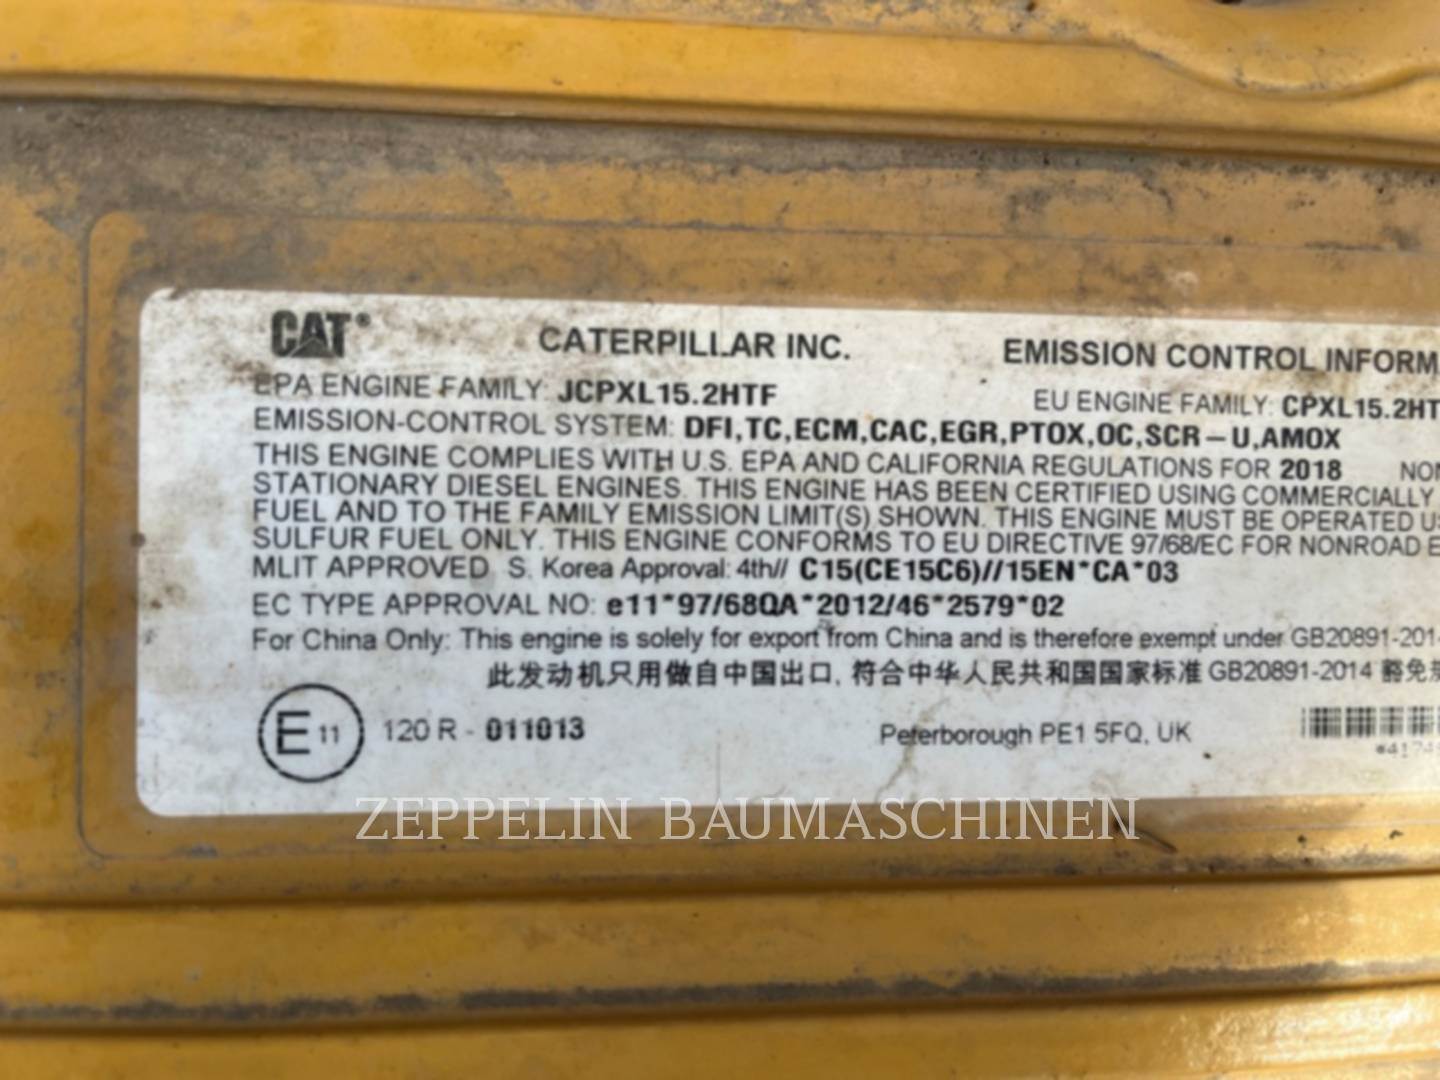 CAT®
CATERPILLAR INC. EMISSION CONTROL
EPA ENGINE FAMILY: JCPXL15.2HTF EU ENGINE FAMILY:
EMISSION-CONTROL SYSTEM: DFI,TC,ECM,CAC,EGR,PTOX,OC,SCR-U,AMOX
THIS ENGINE COMPLIES WITH U.S. EPA AND CALIFORNIA REGULATIONS FOR 2018
STATIONARY DIESEL ENGINES. THIS ENGINE HAS BEEN CERTIFIED USING COMMERCIALLY
FUEL AND TO THE FAMILY EMISSION LIMIT(S) SHOWN. THIS ENGINE MUST BE OPERATED
SULFUR FUEL ONLY. THIS ENGINE CONFORMS TO EU DIRECTIVE 97/68/EC FOR NONROAD
MLIT APPROVED S. Korea Approval: 4th// C15(CE15C6)//15EN*CA*03
EC TYPE APPROVAL NO: e11*97/68QA*2012/46*2579*02
For China Only: This engine is solely for export from China and is therefore exempt under
此发动机只用做自中国出口, 符合中华人民共和国国家标准 GB20891-2014 豁免
E 11 120 R - 011013 Peterborough PE1 5FQ, UK
ZEPPELIN BAUMASCHINEN